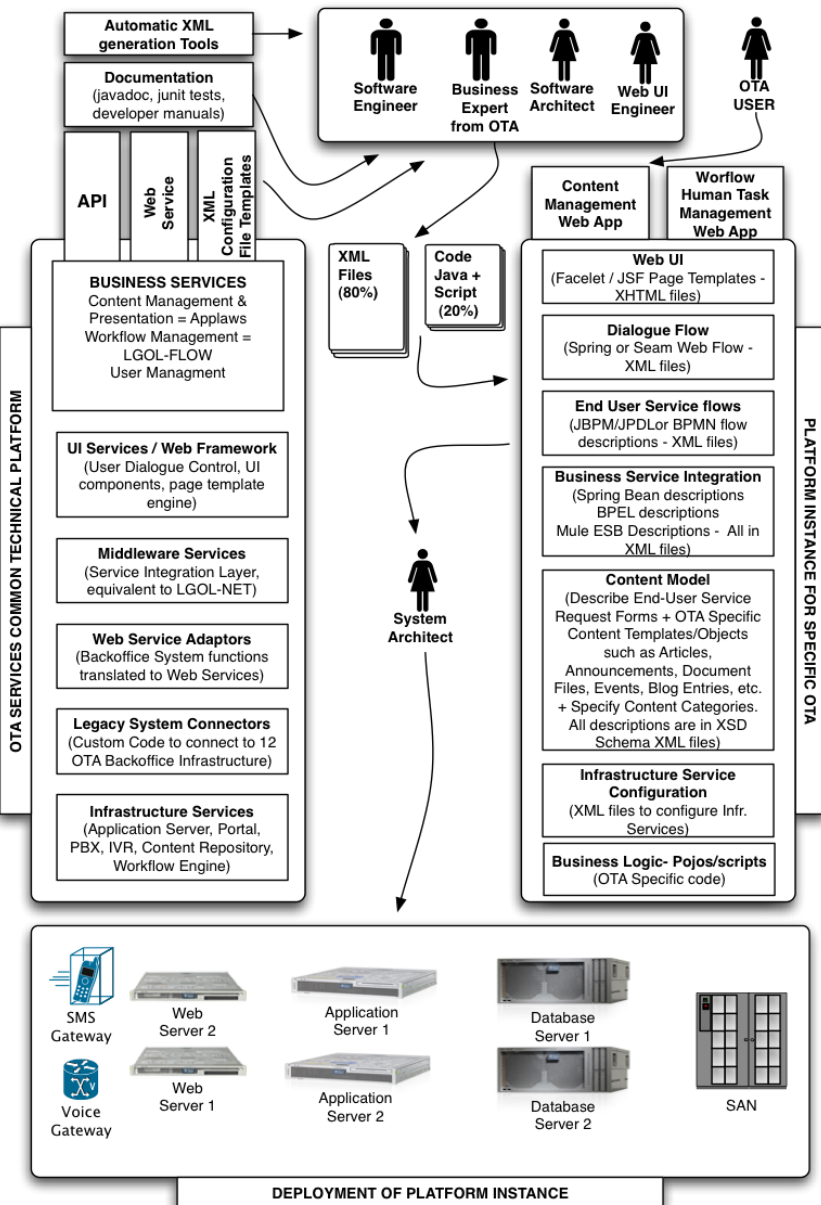 Automatic XML
generation Tools
Documentation
(javadoc, junit tests,
developer manuals)
API
Web
Service
XML
Configuration
File Templates
Software
Engineer
Business
Expert
from OTA
Software
Architect
Web UI
Engineer
OTA
USER
Content
Management
Web App
Worflow
Human Task
Management
Web App
XML
Files
(80%)
Code
Java +
Script
(20%)
OTA SERVICES COMMON TECHNICAL PLATFORM
BUSINESS SERVICES
Content Management &
Presentation = Applaws
Workflow Management =
LGOL-FLOW
User Managment
UI Services / Web Framework
(User Dialogue Control, UI
components, page template
engine)
Middleware Services
(Service Integration Layer,
equivalent to LGOL-NET)
Web Service Adaptors
(Backoffice System functions
translated to Web Services)
Legacy System Connectors
(Custom Code to connect to 12
OTA Backoffice Infrastructure)
Infrastructure Services
(Application Server, Portal,
PBX, IVR, Content Repository,
Workflow Engine)
System
Architect
Web UI
(Facelet / JSF Page Templates -
XHTML files)
Dialogue Flow
(Spring or Seam Web Flow -
XML files)
End User Service flows
(JBPM/JPDLor BPMN flow
descriptions - XML files)
Business Service Integration
(Spring Bean descriptions
BPEL descriptions
Mule ESB Descriptions - All in
XML files)
Content Model
(Describe End-User Service
Request Forms + OTA Specific
Content Templates/Objects
such as Articles,
Announcements, Document
Files, Events, Blog Entries, etc.
+ Specify Content Categories.
All descriptions are in XSD
Schema XML files)
Infrastructure Service
Configuration
(XML files to configure Infr.
Services)
Business Logic- Pojos/scripts
(OTA Specific code)
PLATFORM INSTANCE FOR SPECIFIC OTA
SMS
Gateway
Web
Server 2
Application
Server 1
Database
Server 1
Voice
Gateway
Web
Server 1
Application
Server 2
Database
Server 2
SAN
DEPLOYMENT OF PLATFORM INSTANCE